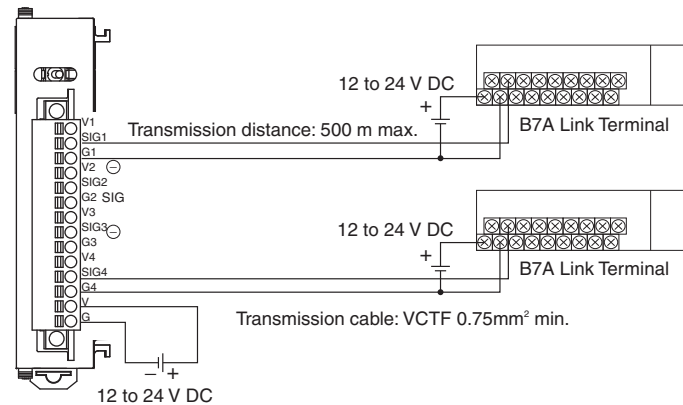 12 to 24 V DC
+
B7A Link Terminal
Transmission distance: 500 m max.
V1
SIG1
G1
V2 ⊖
SIG2
G2 SIG
V3
SIG3 ⊖
G3
V4
SIG4
G4
V
G
12 to 24 V DC
+
B7A Link Terminal
Transmission cable: VCTF 0.75mm² min.
− +
12 to 24 V DC